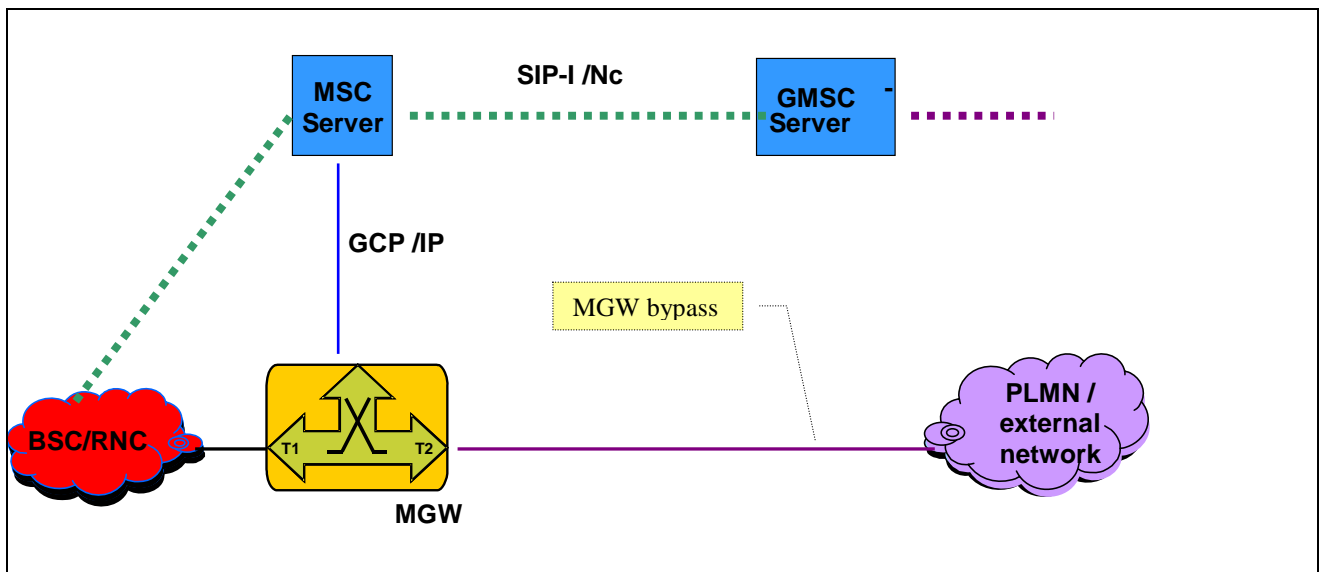 SIP-I /Nc
MSC
Server
GMSC -
Server
GCP /IP
MGW bypass
BSC/RNC
T1
T2
MGW
PLMN /
external
network